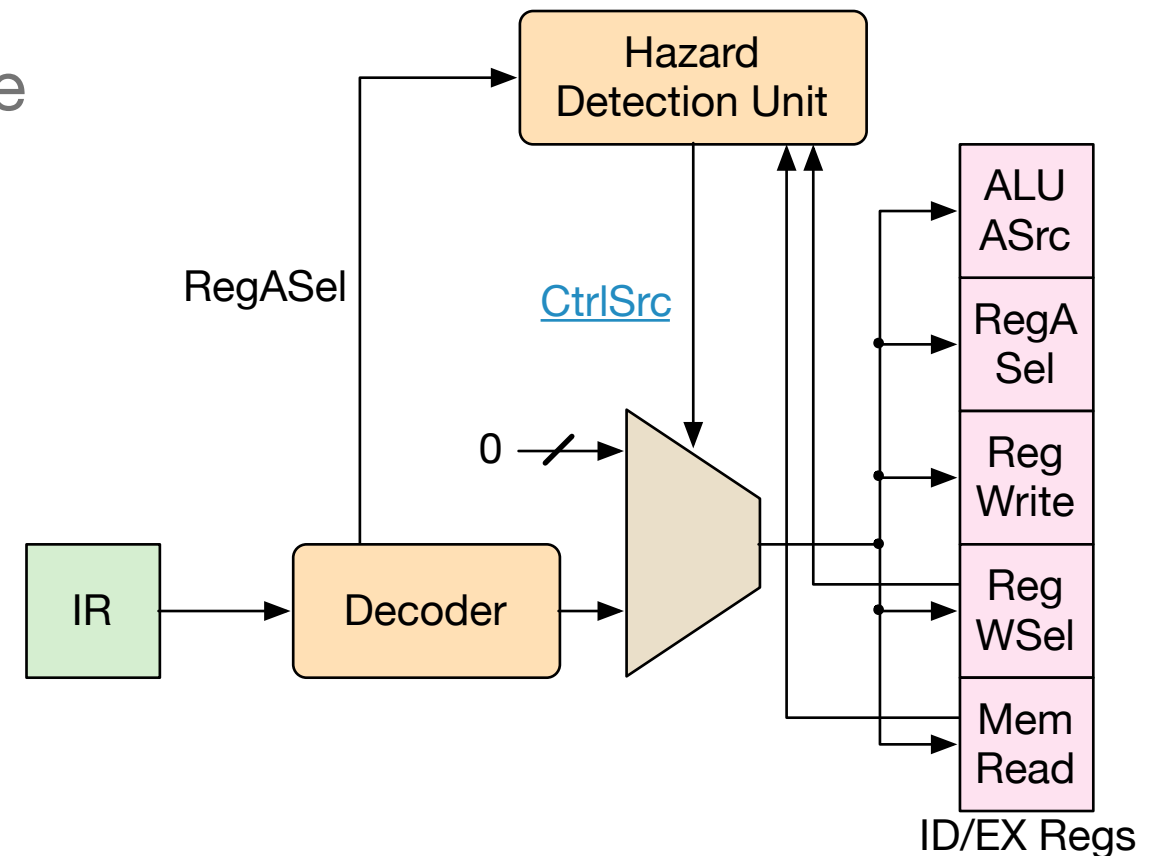 e
Hazard
Detection Unit
ALU
ASrc
RegASel
CtrlSrc
RegA
Sel
0
Reg
Write
IR
Decoder
Reg
WSel
Mem
Read
ID/EX Regs